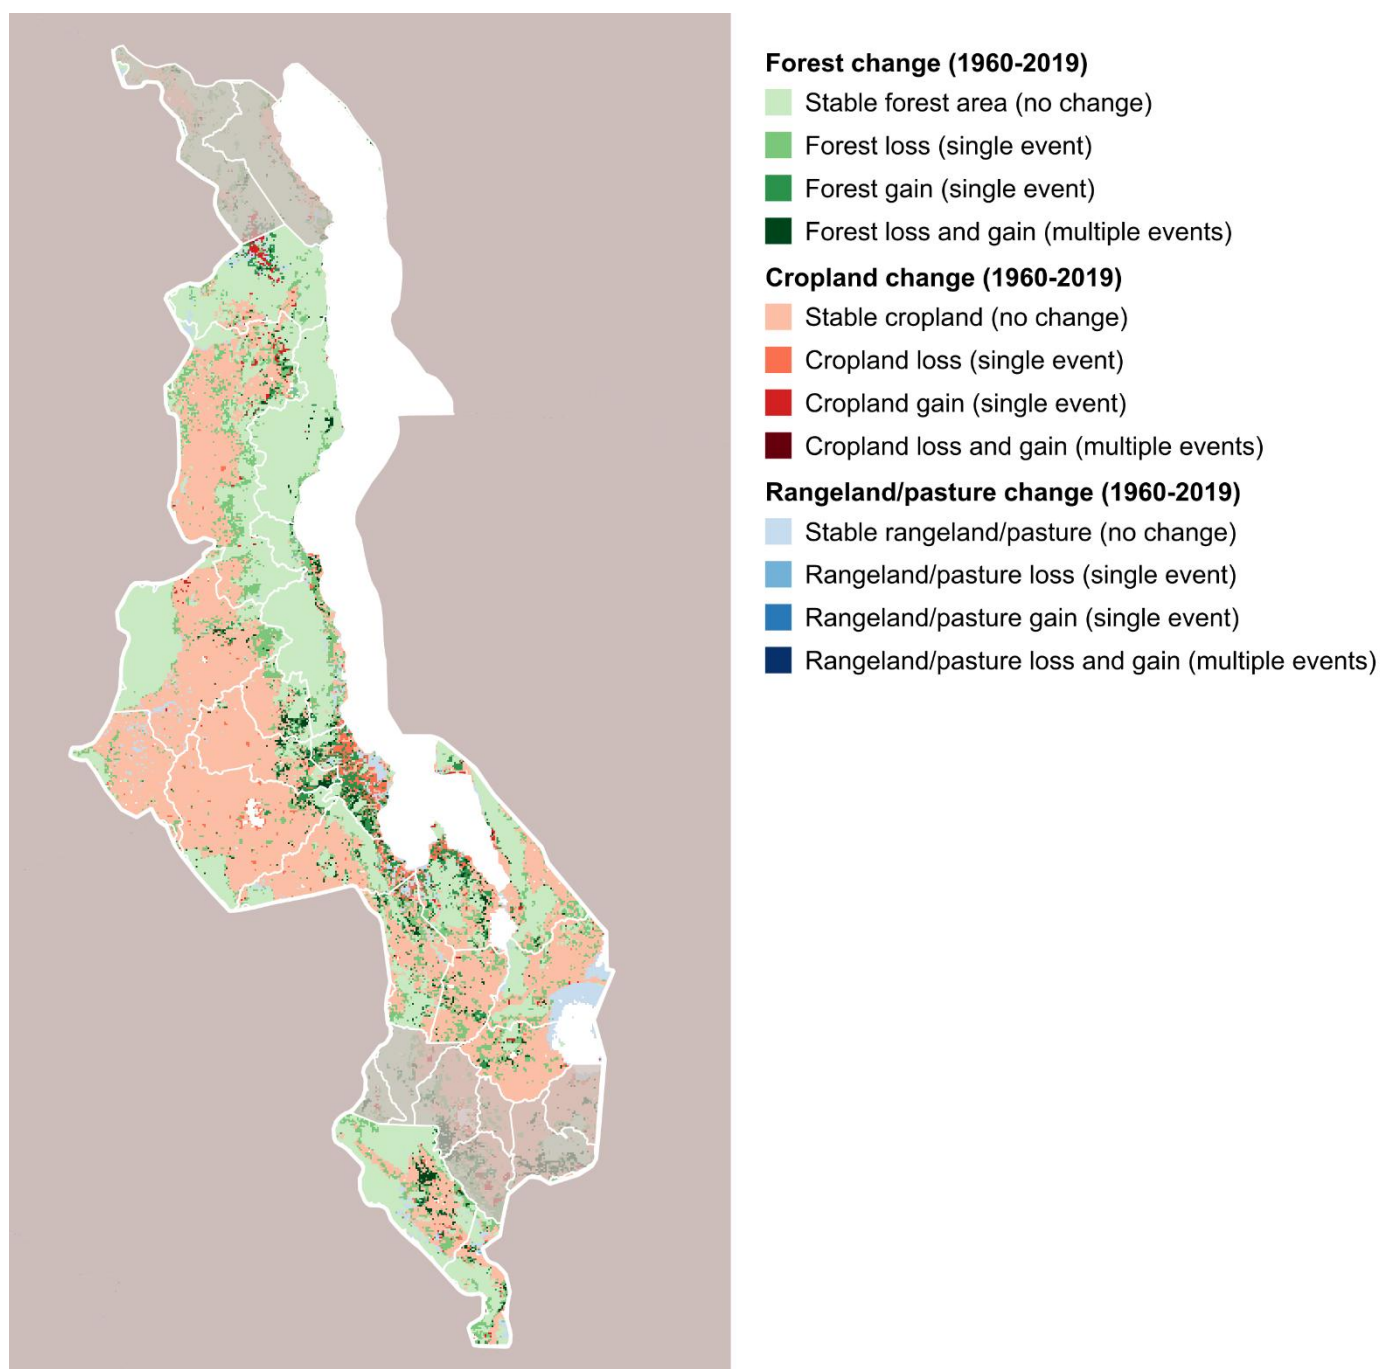 Forest change (1960-2019)
Stable forest area (no change)
Forest loss (single event)
Forest gain (single event)
Forest loss and gain (multiple events)
Cropland change (1960-2019)
Stable cropland (no change)
Cropland loss (single event)
Cropland gain (single event)
Cropland loss and gain (multiple events)
Rangeland/pasture change (1960-2019)
Stable rangeland/pasture (no change)
Rangeland/pasture loss (single event)
Rangeland/pasture gain (single event)
Rangeland/pasture loss and gain (multiple events)